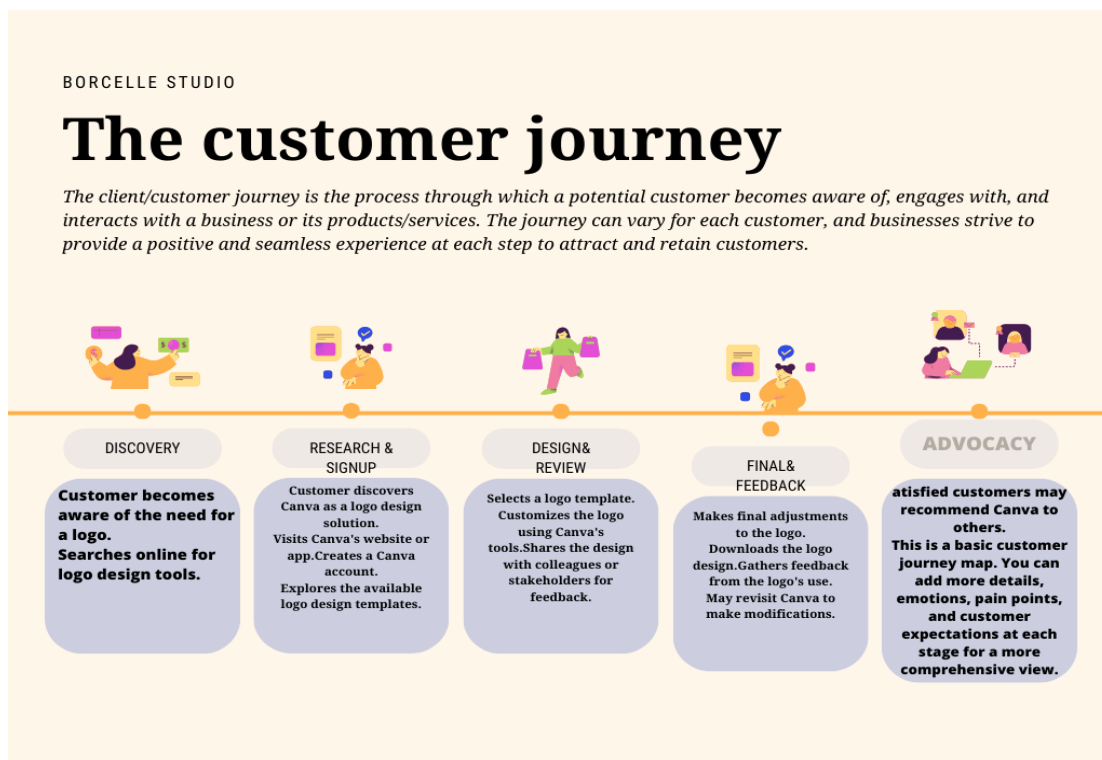 BORCELLE STUDIO
The customer journey
The client/customer journey is the process through which a potential customer becomes aware of, engages with, and
interacts with a business or its products/services. The journey can vary for each customer, and businesses strive to
provide a positive and seamless experience at each step to attract and retain customers.
$ $
DISCOVERY
Customer becomes
aware of the need for
a logo.
Searches online for
logo design tools.
RESEARCH &
SIGNUP
Customer discovers
Canva as a logo design
solution.
Visits Canva's website or
app.Creates a Canva
account.
Explores the available
logo design templates.
DESIGN&
REVIEW
Selects a logo template.
Customizes the logo
using Canva's
tools.Shares the design
with colleagues or
stakeholders for
feedback.
FINAL&
FEEDBACK
Makes final adjustments
to the logo.
Downloads the logo
design.Gathers feedback
from the logo's use.
May revisit Canva to
make modifications.
ADVOCACY
atisfied customers may
recommend Canva to
others.
This is a basic customer
journey map. You can
add more details,
emotions, pain points,
and customer
expectations at each
stage for a more
comprehensive view.